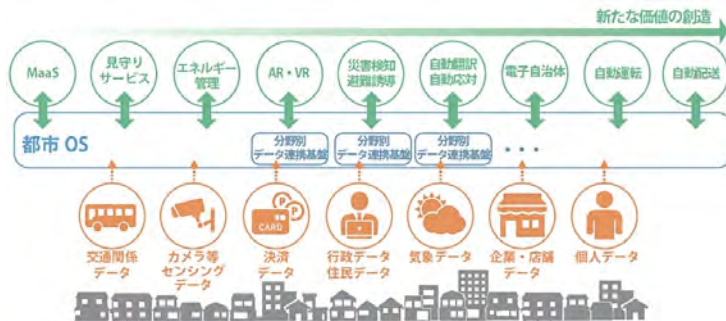 新たな価値の創造
MaaS
見守り
サービス
エネルギー
管理
AR・VR
災害検知
避難誘導
自動翻訳
自動応対
電子自治体
自動運転
自動配送
都市 OS
分野別
データ連携基盤
分野別
データ連携基盤
分野別
データ連携基盤
・・・
P
P
CARD
交通関係
データ
カメラ等
センシング
データ
決済
データ
行政データ
住民データ
気象データ
企業・店舗
データ
個人データ